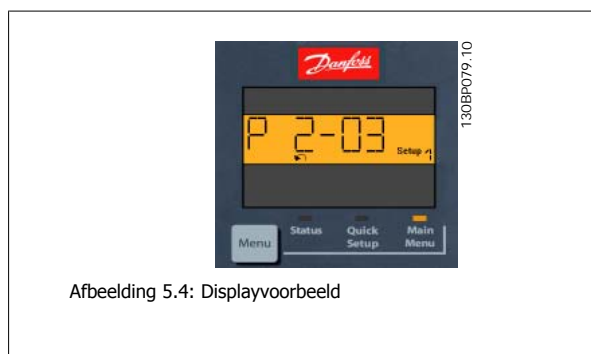 Danfoss
130BP079.10
P 2-03
Setup 1
Menu
Status
Quick Setup
Main Menu
Afbeelding 5.4: Displayvoorbeeld